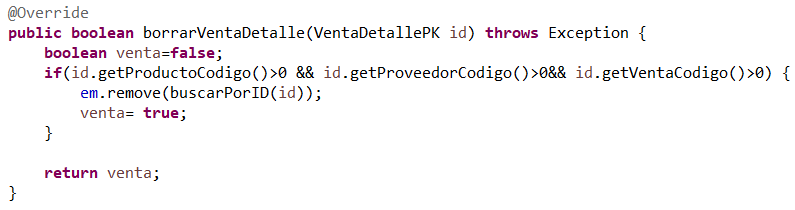 @Override
public boolean borrarVentaDetalle(VentaDetallePK id) throws Exception {
    boolean venta=false;
    if(id.getProductoCodigo()>0 && id.getProveedorCodigo()>0&& id.getVentaCodigo()>0) {
        em.remove(buscarPorID(id));
        venta= true;
    }

    return venta;
}